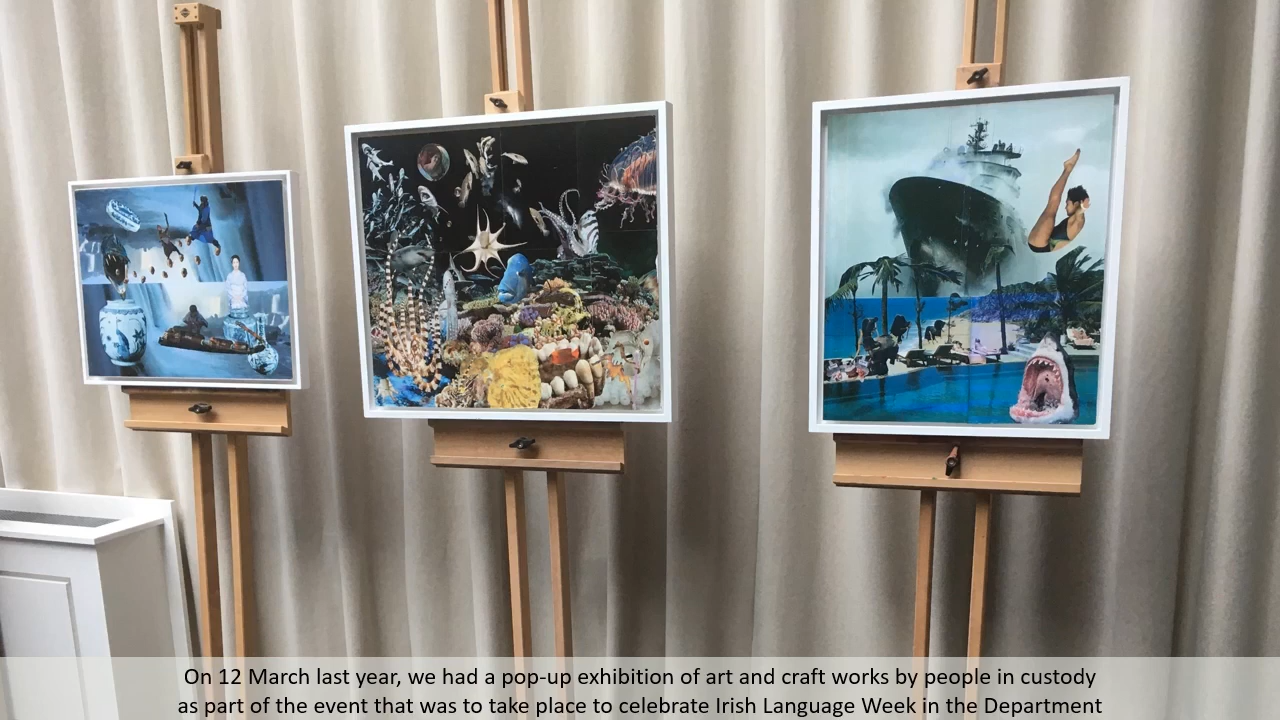 On 12 March last year, we had a pop-up exhibition of art and craft works by people in custody
as part of the event that was to take place to celebrate Irish Language Week in the Department